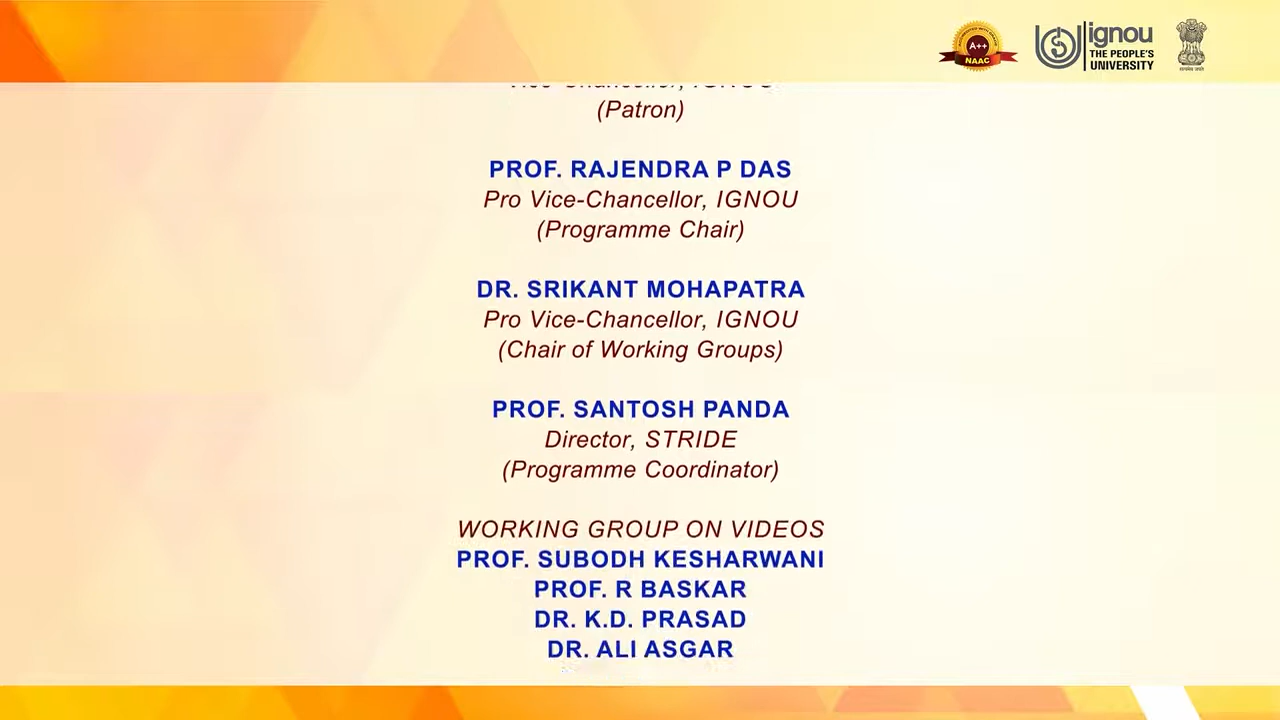 A++
NAAC
ignou
THE PEOPLE'S
UNIVERSITY
(Patron)
PROF. RAJENDRA P DAS
Pro Vice-Chancellor, IGNOU
(Programme Chair)
DR. SRIKANT MOHAPATRA
Pro Vice-Chancellor, IGNOU
(Chair of Working Groups)
PROF. SANTOSH PANDA
Director, STRIDE
(Programme Coordinator)
WORKING GROUP ON VIDEOS
PROF. SUBODH KESHARWANI
PROF. R BASKAR
DR. K.D. PRASAD
DR. ALI ASGAR